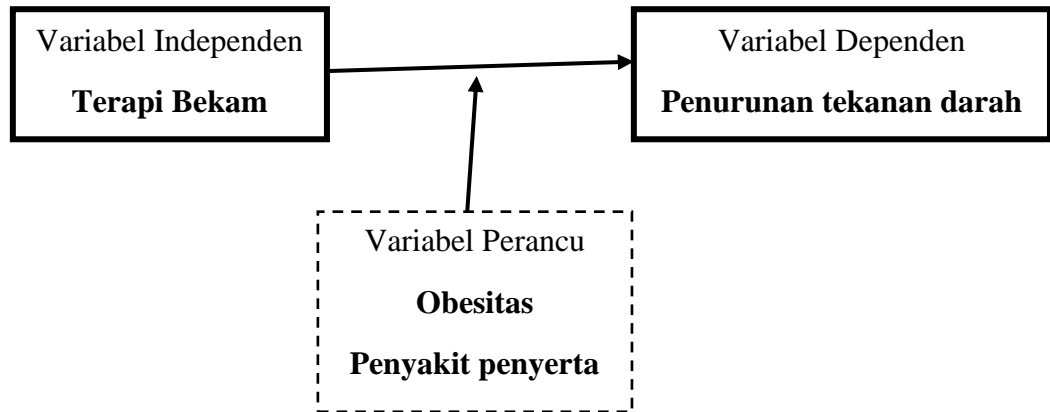 Variabel Independen
Terapi Bekam
Variabel Dependen
Penurunan tekanan darah
Variabel Perancu
Obesitas
Penyakit penyerta